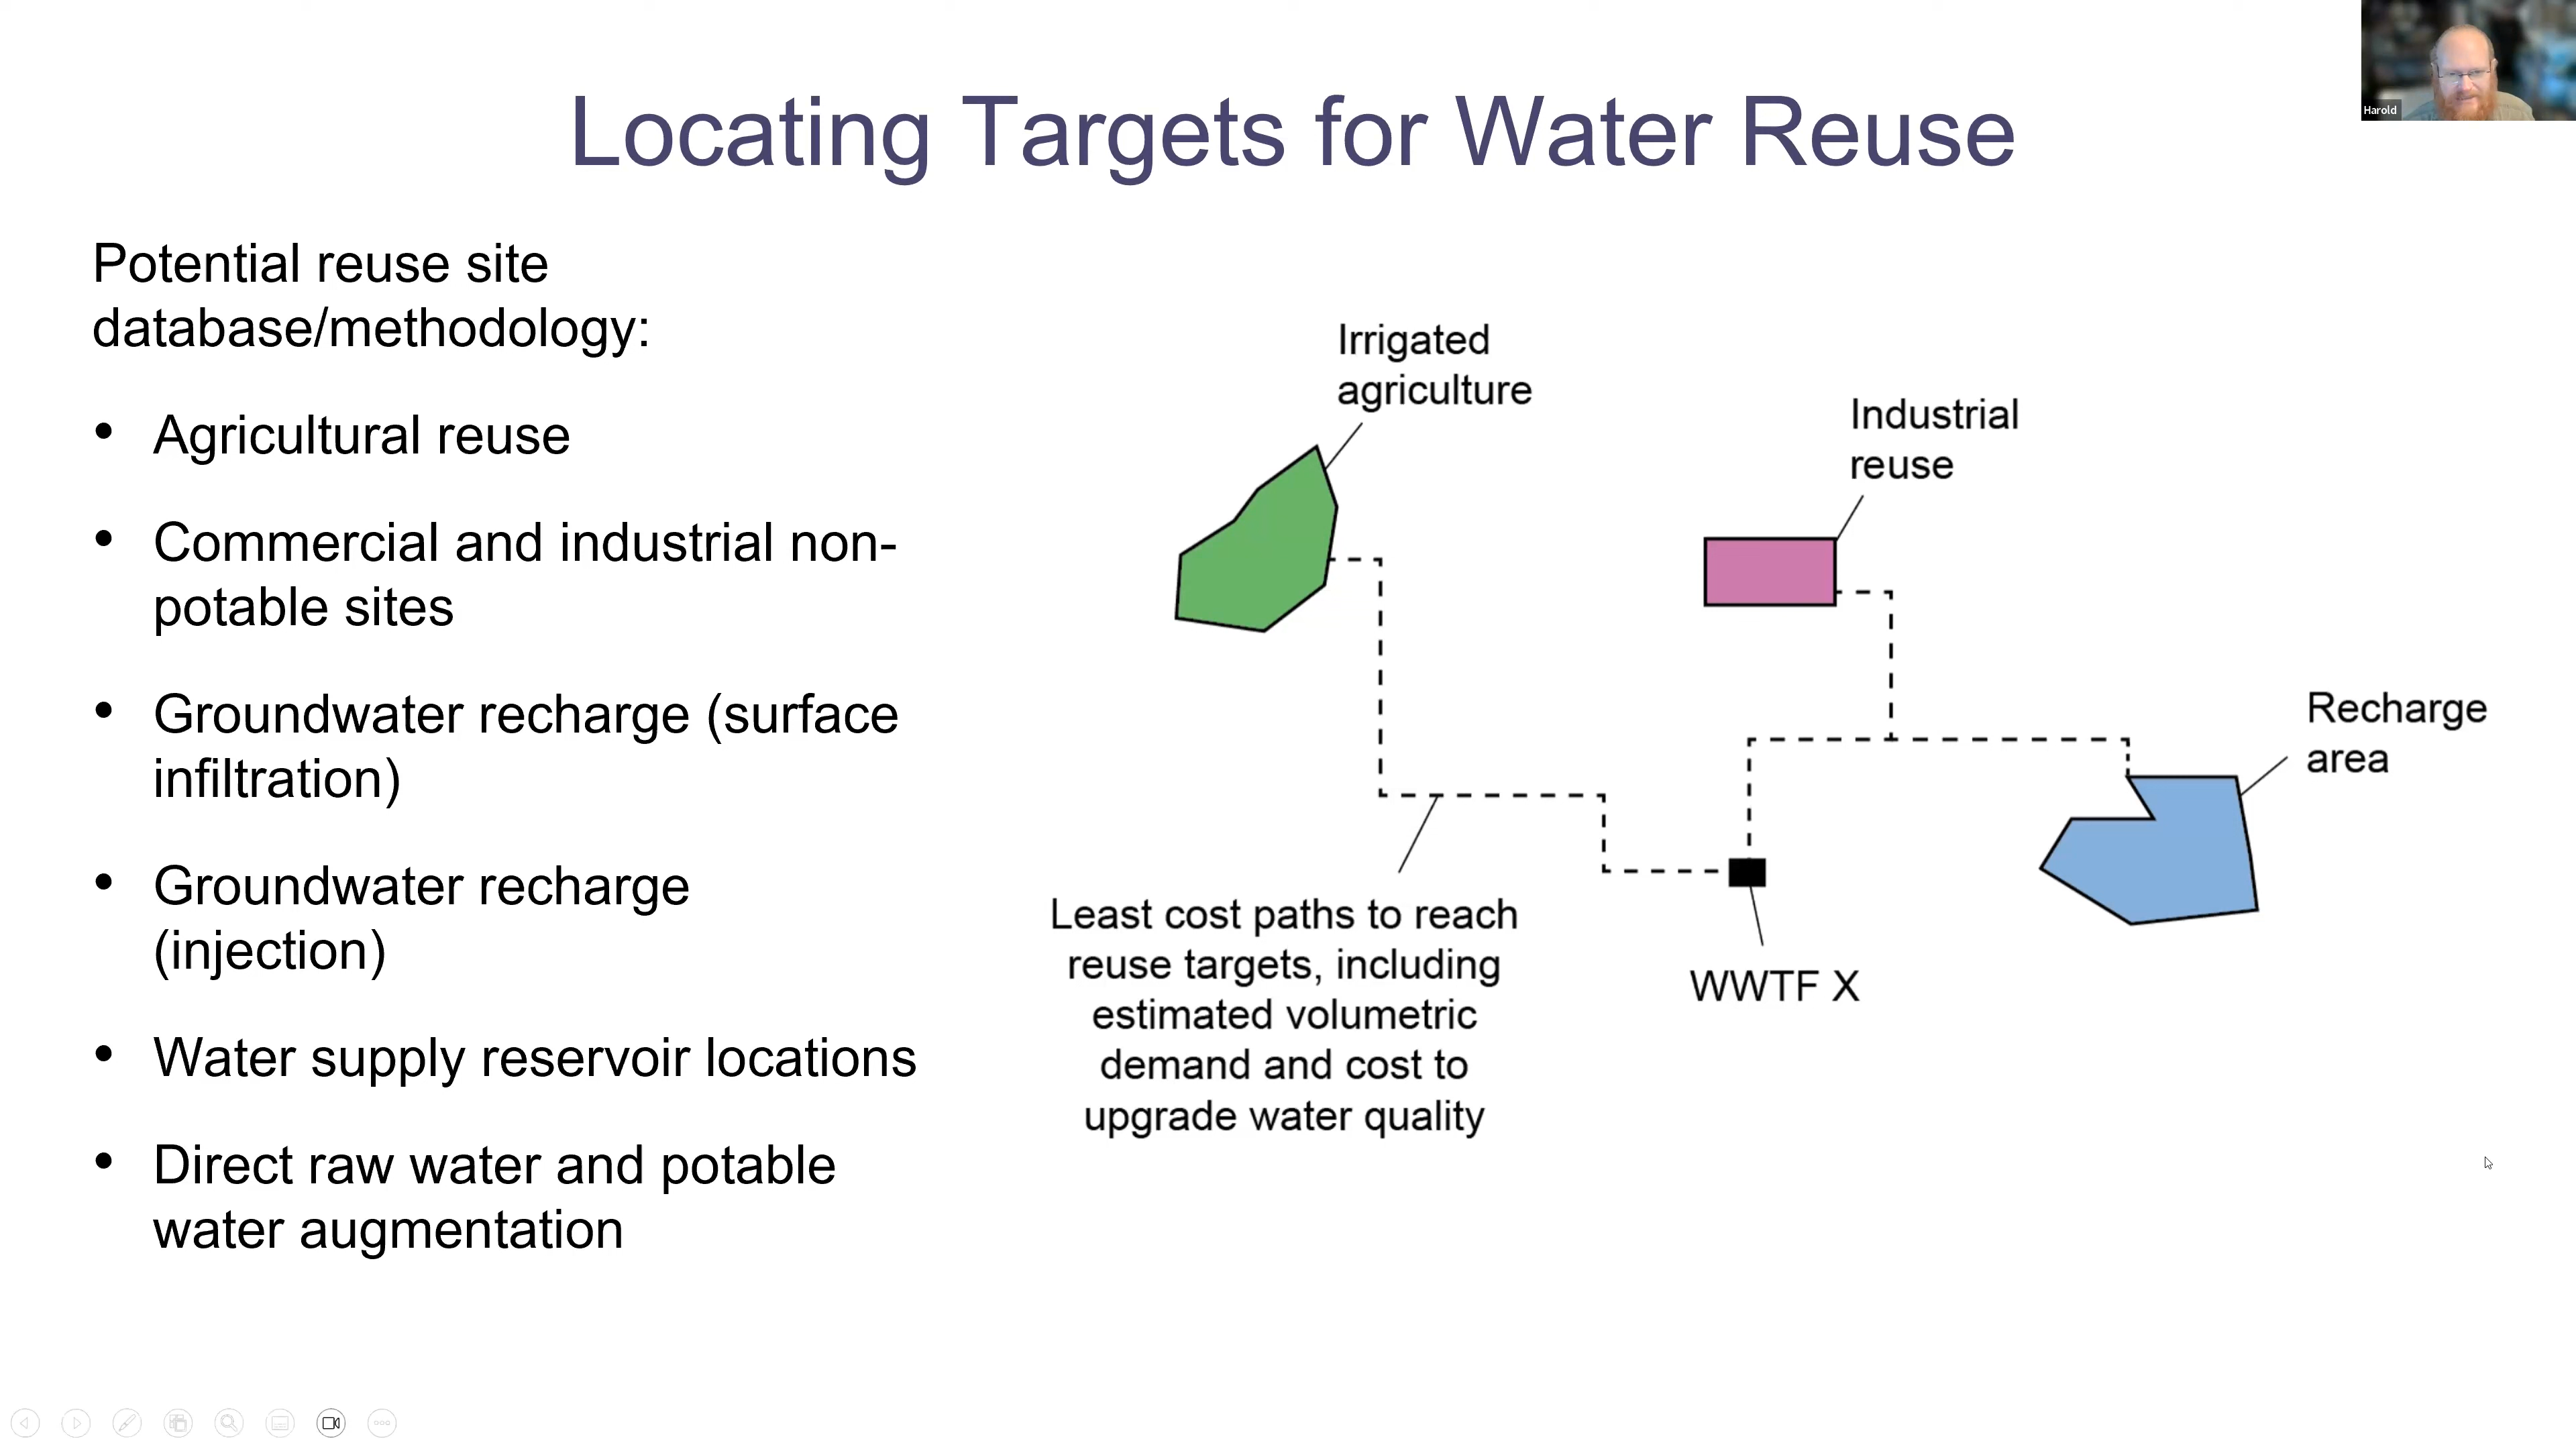 Locating Targets for Water Reuse
Harold
Potential reuse site
database/methodology:
• Agricultural reuse
• Commercial and industrial non-
potable sites
• Groundwater recharge (surface
infiltration)
• Groundwater recharge
(injection)
• Water supply reservoir locations
• Direct raw water and potable
water augmentation
Irrigated
agriculture
Industrial
reuse
Recharge
area
Least cost paths to reach
reuse targets, including
estimated volumetric
demand and cost to
upgrade water quality
WWTF X